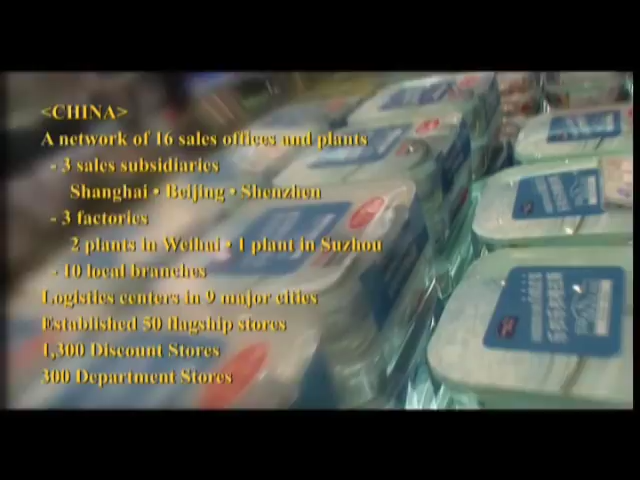 <CHINA>
A network of 16 sales offices and plants
- 3 sales subsidiaries
Shanghai • Beijing • Shenzhen
- 3 factories
2 plants in Weihai • 1 plant in Suzhou
- 10 local branches
Logistics centers in 9 major cities
Established 50 flagship stores
1,300 Discount Stores
300 Department Stores